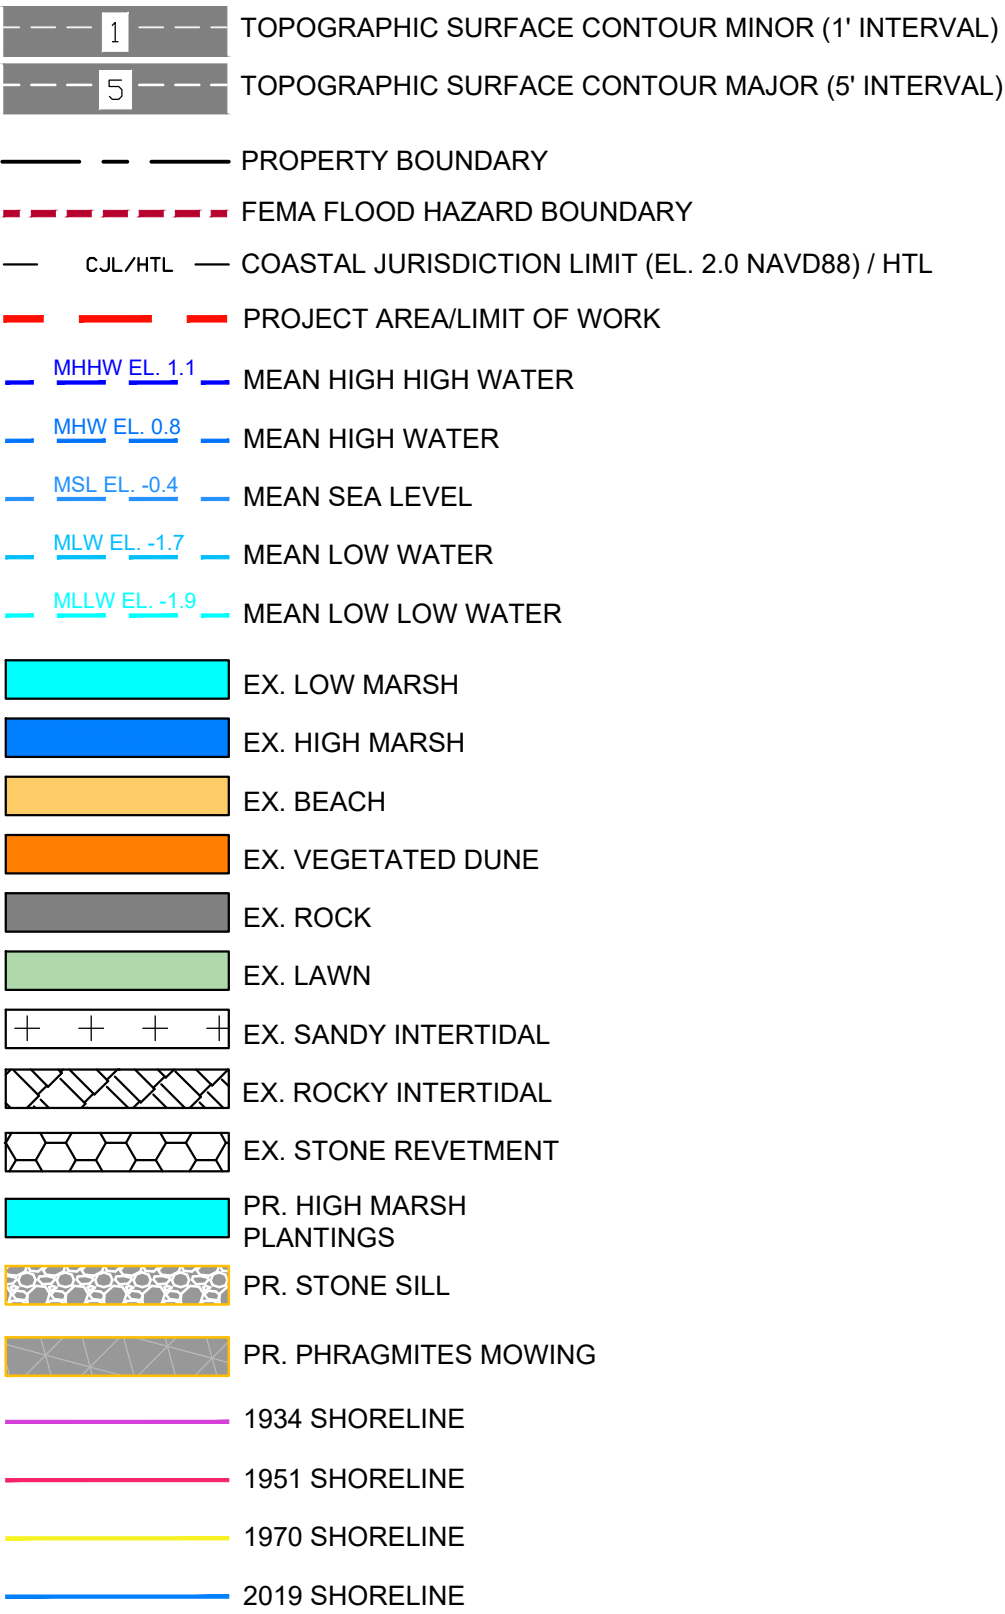 1 TOPOGRAPHIC SURFACE CONTOUR MINOR (1' INTERVAL)
5 TOPOGRAPHIC SURFACE CONTOUR MAJOR (5' INTERVAL)
PROPERTY BOUNDARY
FEMA FLOOD HAZARD BOUNDARY
CJL/HTL COASTAL JURISDICTION LIMIT (EL. 2.0 NAVD88) / HTL
PROJECT AREA/LIMIT OF WORK
MHHW EL. 1.1 MEAN HIGH HIGH WATER
MHW EL. 0.8 MEAN HIGH WATER
MSL EL. -0.4 MEAN SEA LEVEL
MLW EL. -1.7 MEAN LOW WATER
MLLW EL. -1.9 MEAN LOW LOW WATER
EX. LOW MARSH
EX. HIGH MARSH
EX. BEACH
EX. VEGETATED DUNE
EX. ROCK
EX. LAWN
EX. SANDY INTERTIDAL
EX. ROCKY INTERTIDAL
EX. STONE REVETMENT
PR. HIGH MARSH
PLANTINGS
PR. STONE SILL
PR. PHRAGMITES MOWING
1934 SHORELINE
1951 SHORELINE
1970 SHORELINE
2019 SHORELINE